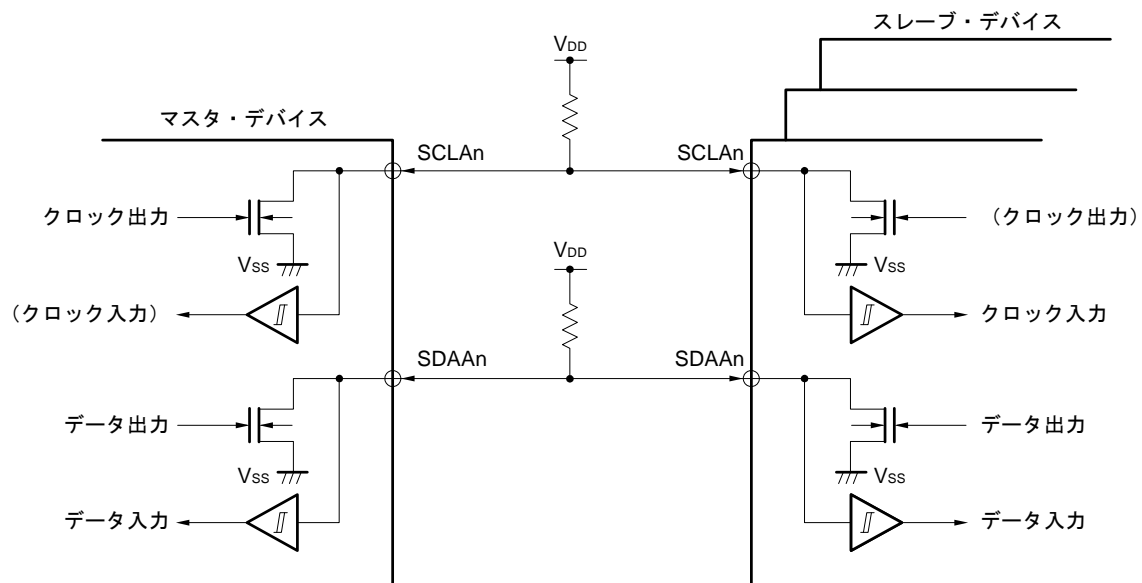 スレーブ・デバイス
VDD
マスタ・デバイス
SCLAn
SCLAn
クロック出力
(クロック出力)
VSS
VSS
VDD
(クロック入力)
クロック入力
SDAAn
SDAAn
データ出力
データ出力
VSS
VSS
データ入力
データ入力